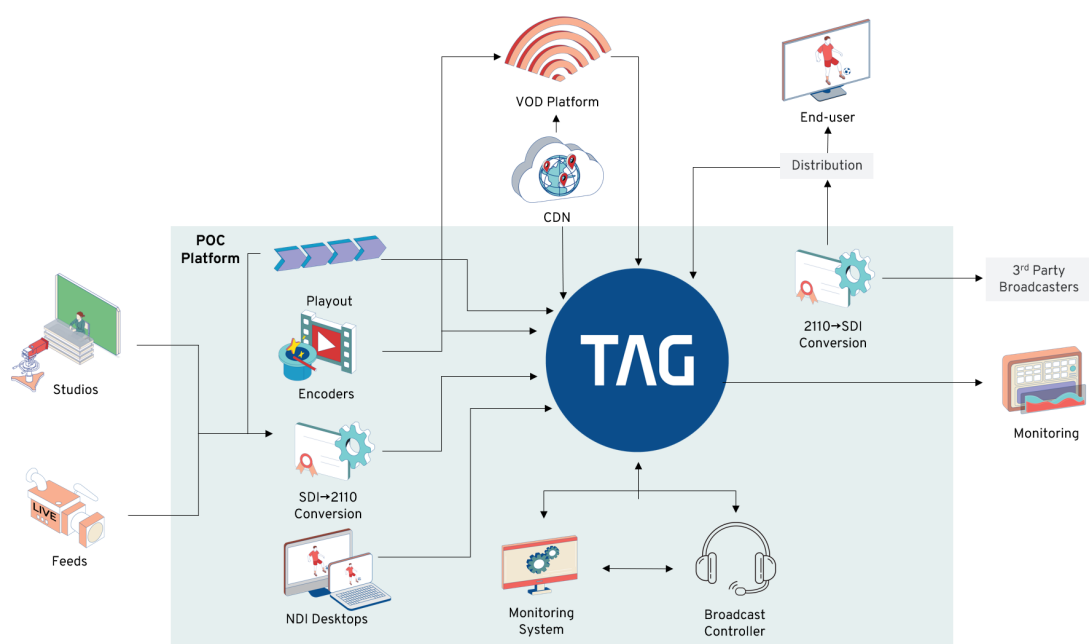 VOD Platform
End-user
Distribution
CDN
POC
Platform
3rd Party
Broadcasters
Playout
2110→SDI
Conversion
TAG
Studios
Encoders
Monitoring
LIVE
SDI→2110
Conversion
Feeds
NDI Desktops
Monitoring
System
Broadcast
Controller